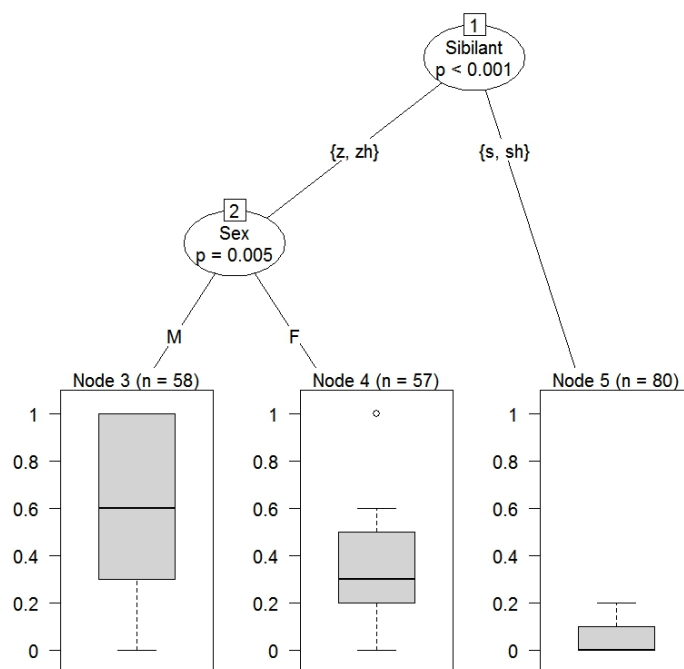 1
Sibilant
p < 0.001
{z, zh}
{s, sh}
2
Sex
p = 0.005
M
F
Node 3 (n = 58)
Node 4 (n = 57)
Node 5 (n = 80)
1
0.8
0.6
0.4
0.2
0
1
0.8
0.6
0.4
0.2
0
1
0.8
0.6
0.4
0.2
0